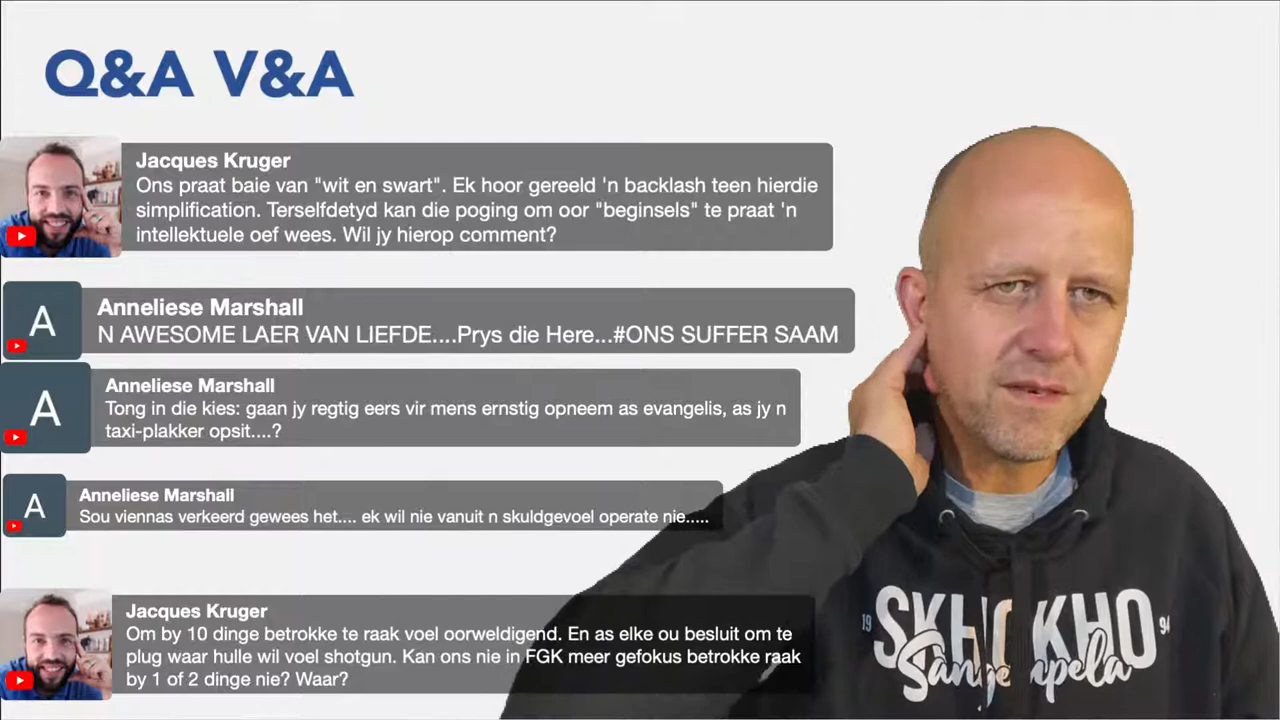 Q&A V&A
Jacques Kruger
Ons praat baie van "wit en swart". Ek hoor gereeld 'n backlash teen hierdie
simplification. Terselfdetyd kan die poging om oor "beginsels" te praat 'n
intellektuele oef wees. Wil jy hierop comment?
A
Anneliese Marshall
N AWESOME LAER VAN LIEFDE....Prys die Here...#ONS SUFFER SAAM
A
Anneliese Marshall
Tong in die kies: gaan jy regtig eers vir mens ernstig opneem as evangelis, as jy n
taxi-plakker opsit....?
A
Anneliese Marshall
Sou viennas verkeerd gewees het.... ek wil nie vanuit n skuldgevoel operate nie.....
Jacques Kruger
Om by 10 dinge betrokke te raak voel oorweldigend. En as elke ou besluit om te
plug waar hulle wil voel shotgun. Kan ons nie in FGK meer gefokus betrokke raak
by 1 of 2 dinge nie? Waar?
19 94